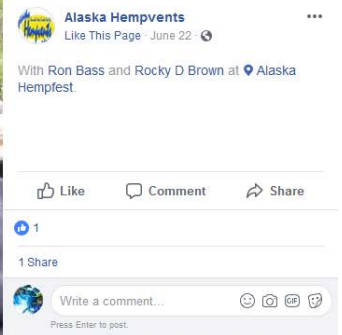 Alaska Hempvents
Like This Page · June 22 ·
With Ron Bass and Rocky D Brown at Alaska
Hempfest.
Like Comment Share
1
1 Share
Write a comment...
GIF
Press Enter to post.